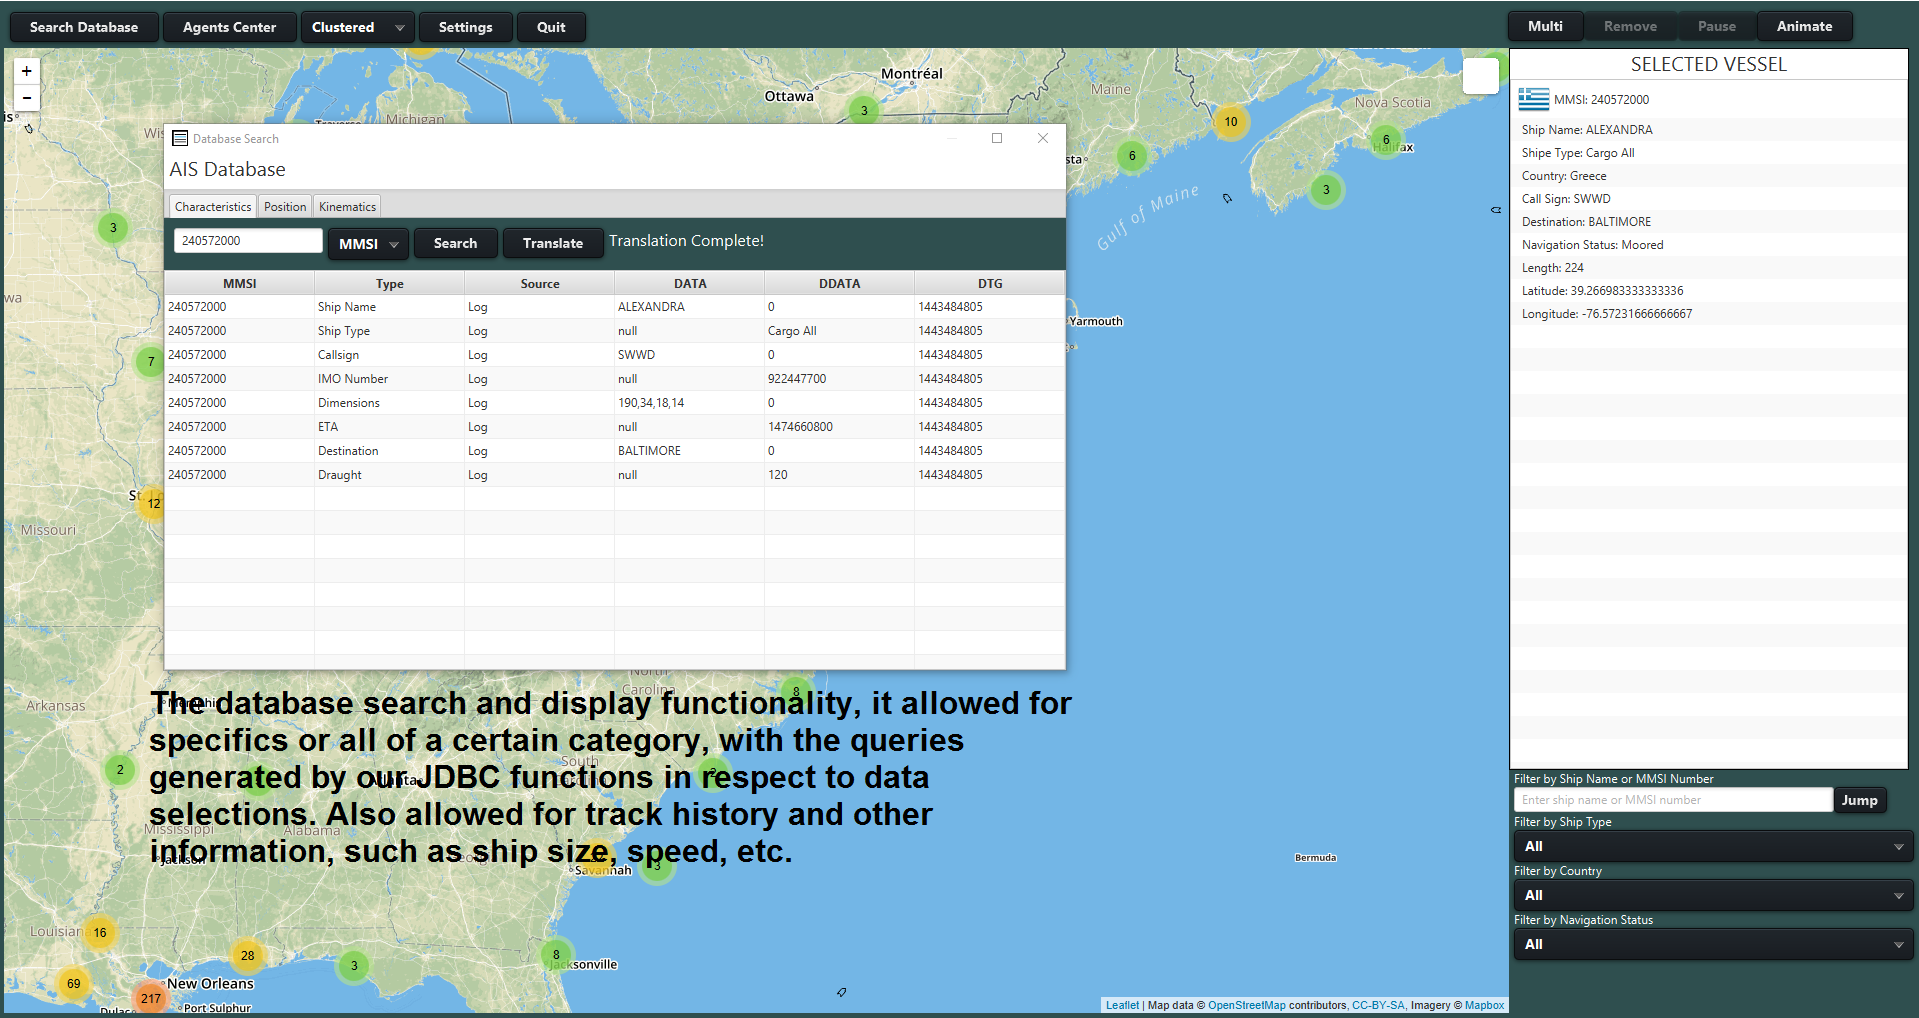 Search Database Agents Center Clustered Settings Quit Multi Remove Pause Animate
+
-
SELECTED VESSEL
MMSI: 240572000
Ship Name: ALEXANDRA
Shipe Type: Cargo All
Country: Greece
Call Sign: SWWD
Destination: BALTIMORE
Navigation Status: Moored
Length: 224
Latitude: 39.266983333333336
Longitude: -76.57231666666667
Filter by Ship Name or MMSI Number
Enter ship name or MMSI number Jump
Filter by Ship Type
All
Filter by Country
All
Filter by Navigation Status
All
Database Search
AIS Database
Characteristics Position Kinematics
240572000 MMSI Search Translate Translation Complete!
MMSI Type Source DATA DDATA DTG
240572000 Ship Name Log ALEXANDRA 0 1443484805
240572000 Ship Type Log null Cargo All 1443484805
240572000 Callsign Log SWWD 0 1443484805
240572000 IMO Number Log null 922447700 1443484805
240572000 Dimensions Log 190,34,18,14 0 1443484805
240572000 ETA Log null 1474660800 1443484805
240572000 Destination Log BALTIMORE 0 1443484805
240572000 Draught Log null 120 1443484805
The database search and display functionality, it allowed for
specifics or all of a certain category, with the queries
generated by our JDBC functions in respect to data
selections. Also allowed for track history and other
information, such as ship size, speed, etc.
Montréal
Ottawa
3
Maine
Nova Scotia
10
6
Halifax
6
3
Gulf of Maine
Michigan
Yarmouth
3
7
12
Missouri
North
Carolina
8
Arkansas
Memphis
South
2
Atlanta
Mississippi
Alabama
Jackson
Savannah
3
Bermuda
Louisiana
16
28
3
8
Jacksonville
69
New Orleans
217
Port Sulphur
Leaflet | Map data © OpenStreetMap contributors, CC-BY-SA, Imagery © Mapbox